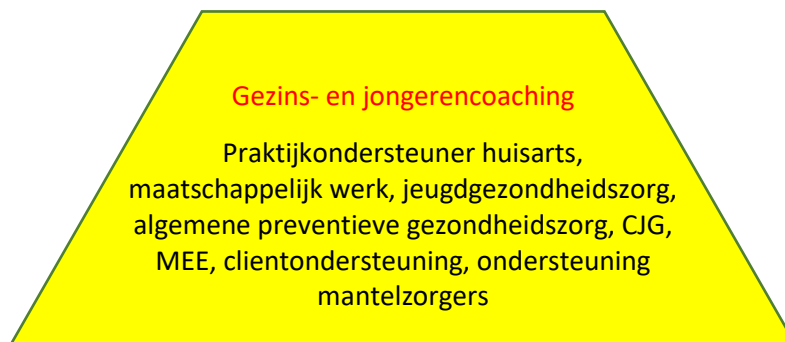 Gezins- en jongerencoaching
Praktijkondersteuner huisarts,
maatschappelijk werk, jeugdgezondheidszorg,
algemene preventieve gezondheidszorg, CJG,
MEE, clientondersteuning, ondersteuning
mantelzorgers